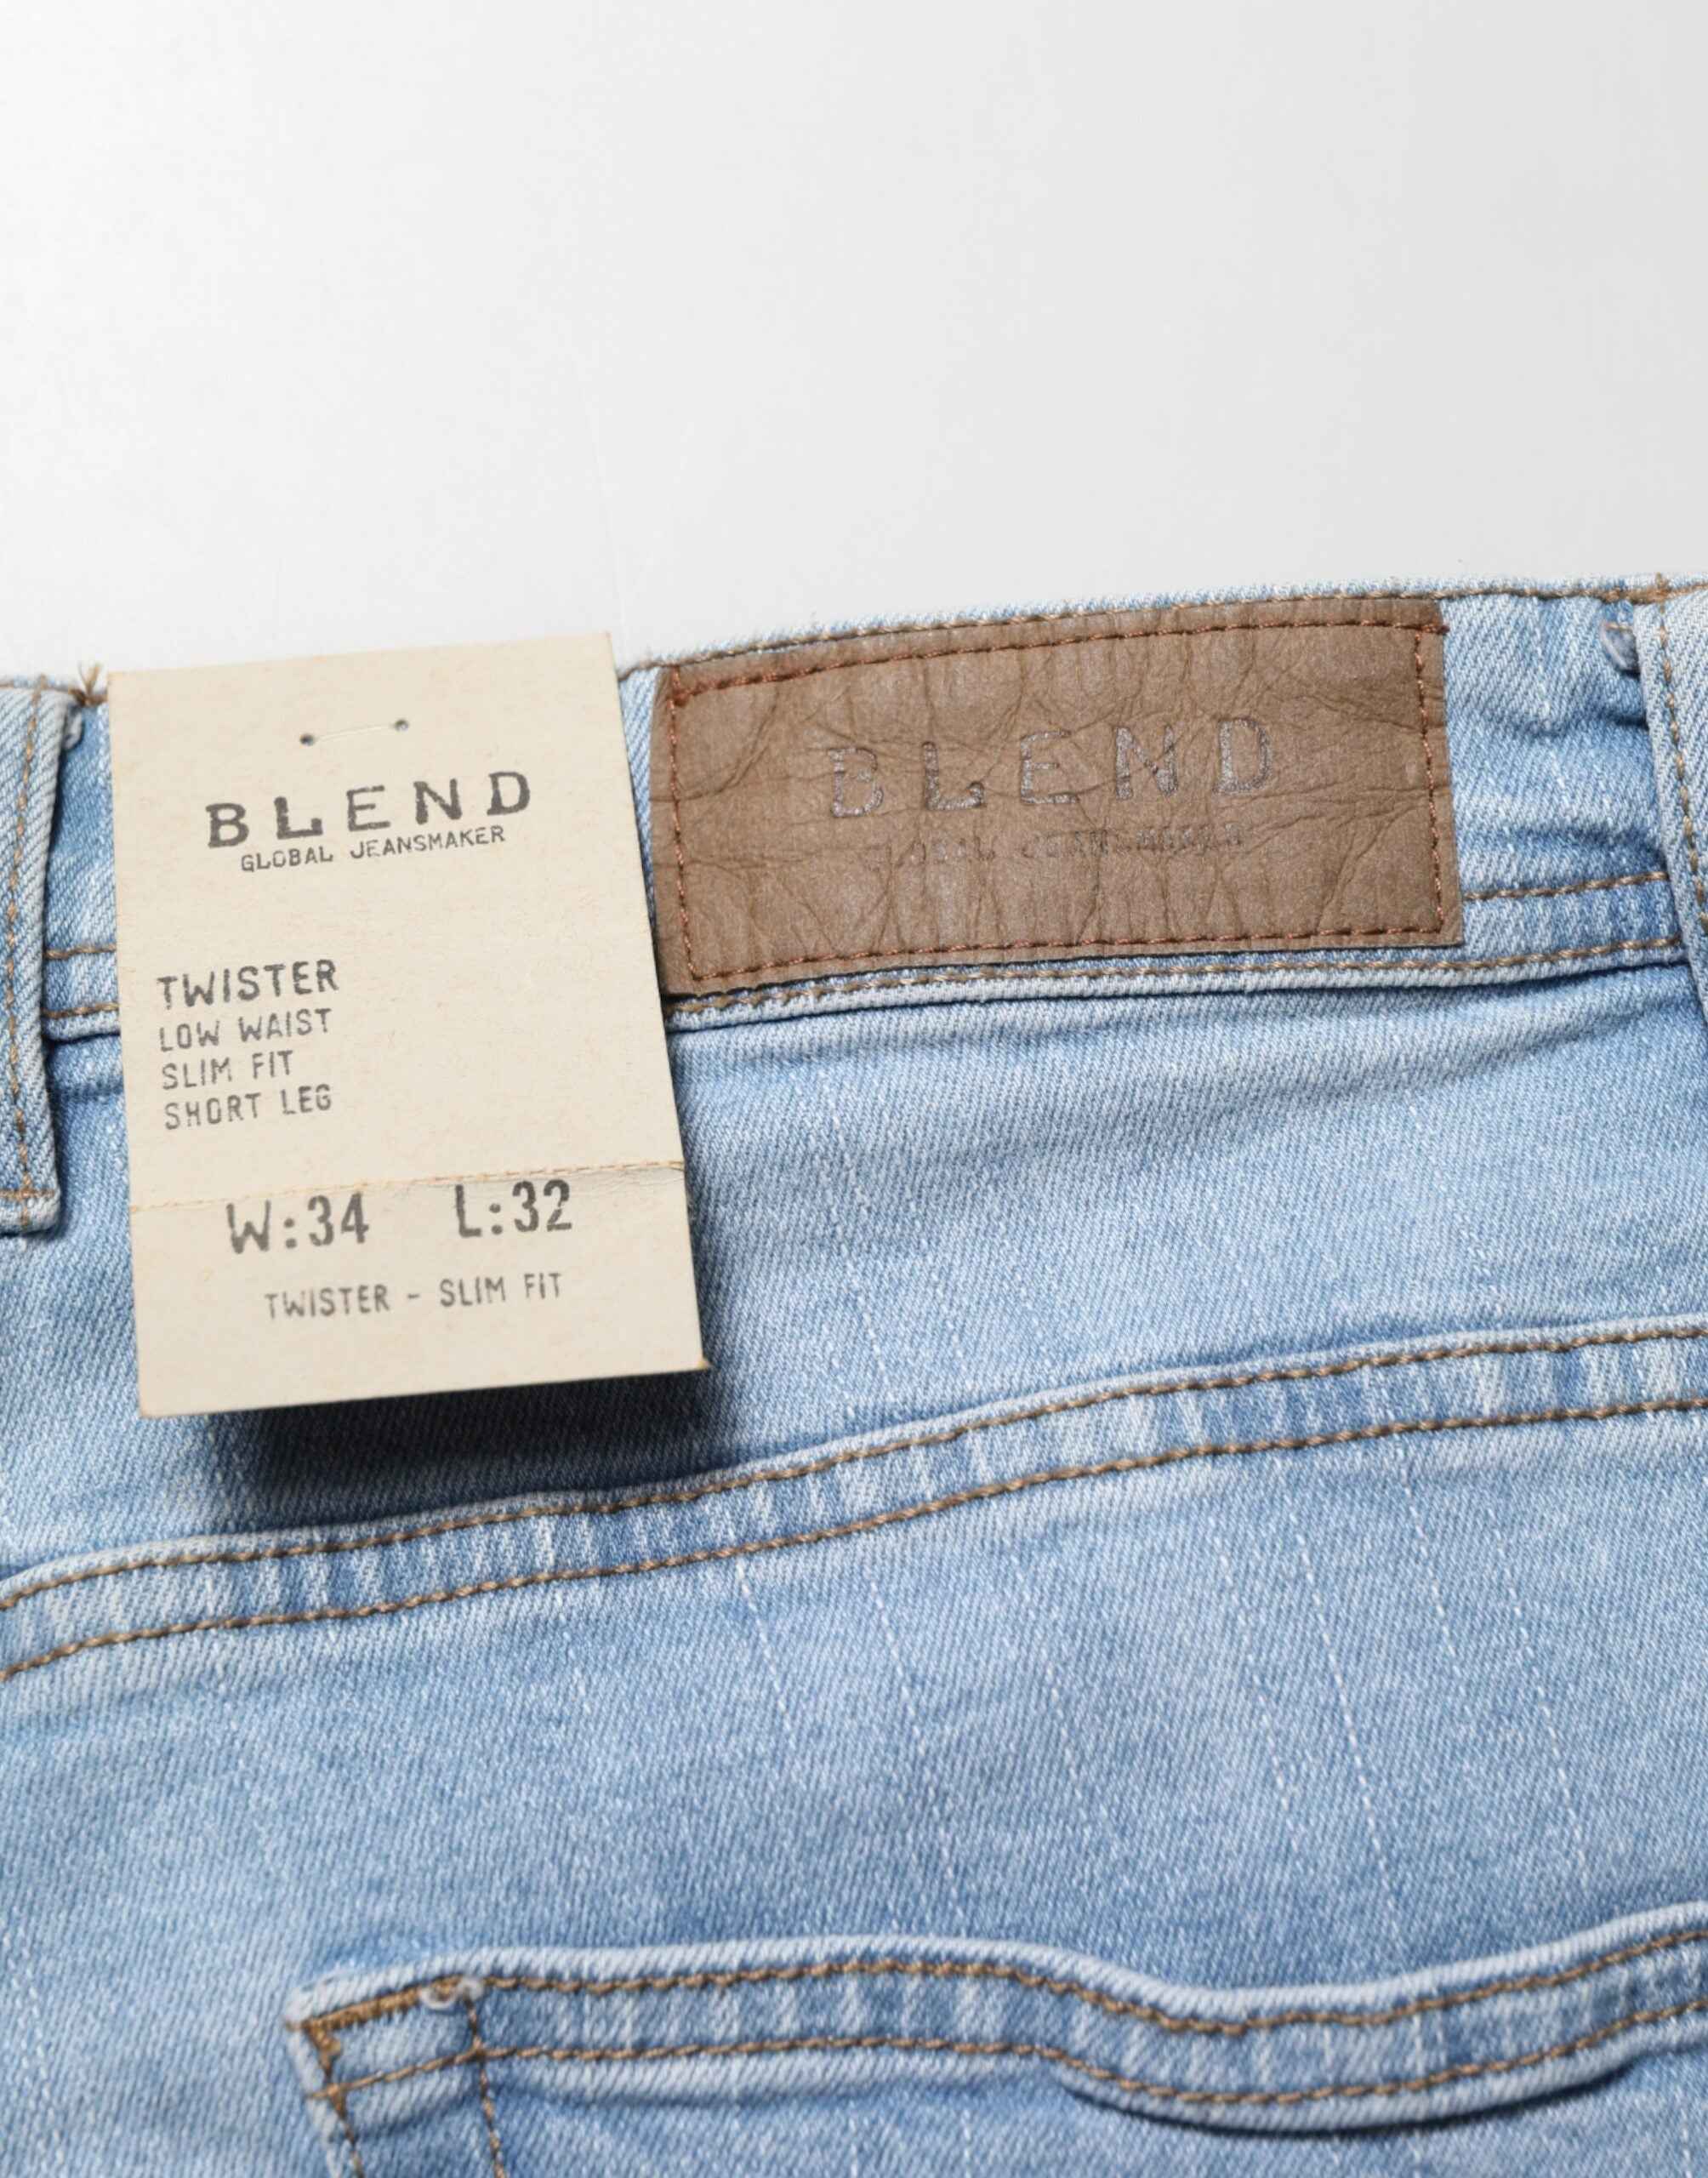 BLEND
GLOBAL JEANSMAKER
TWISTER
LOW WAIST
SLIM FIT
SHORT LEG
W:34 L:32
TWISTER - SLIM FIT
BLEND